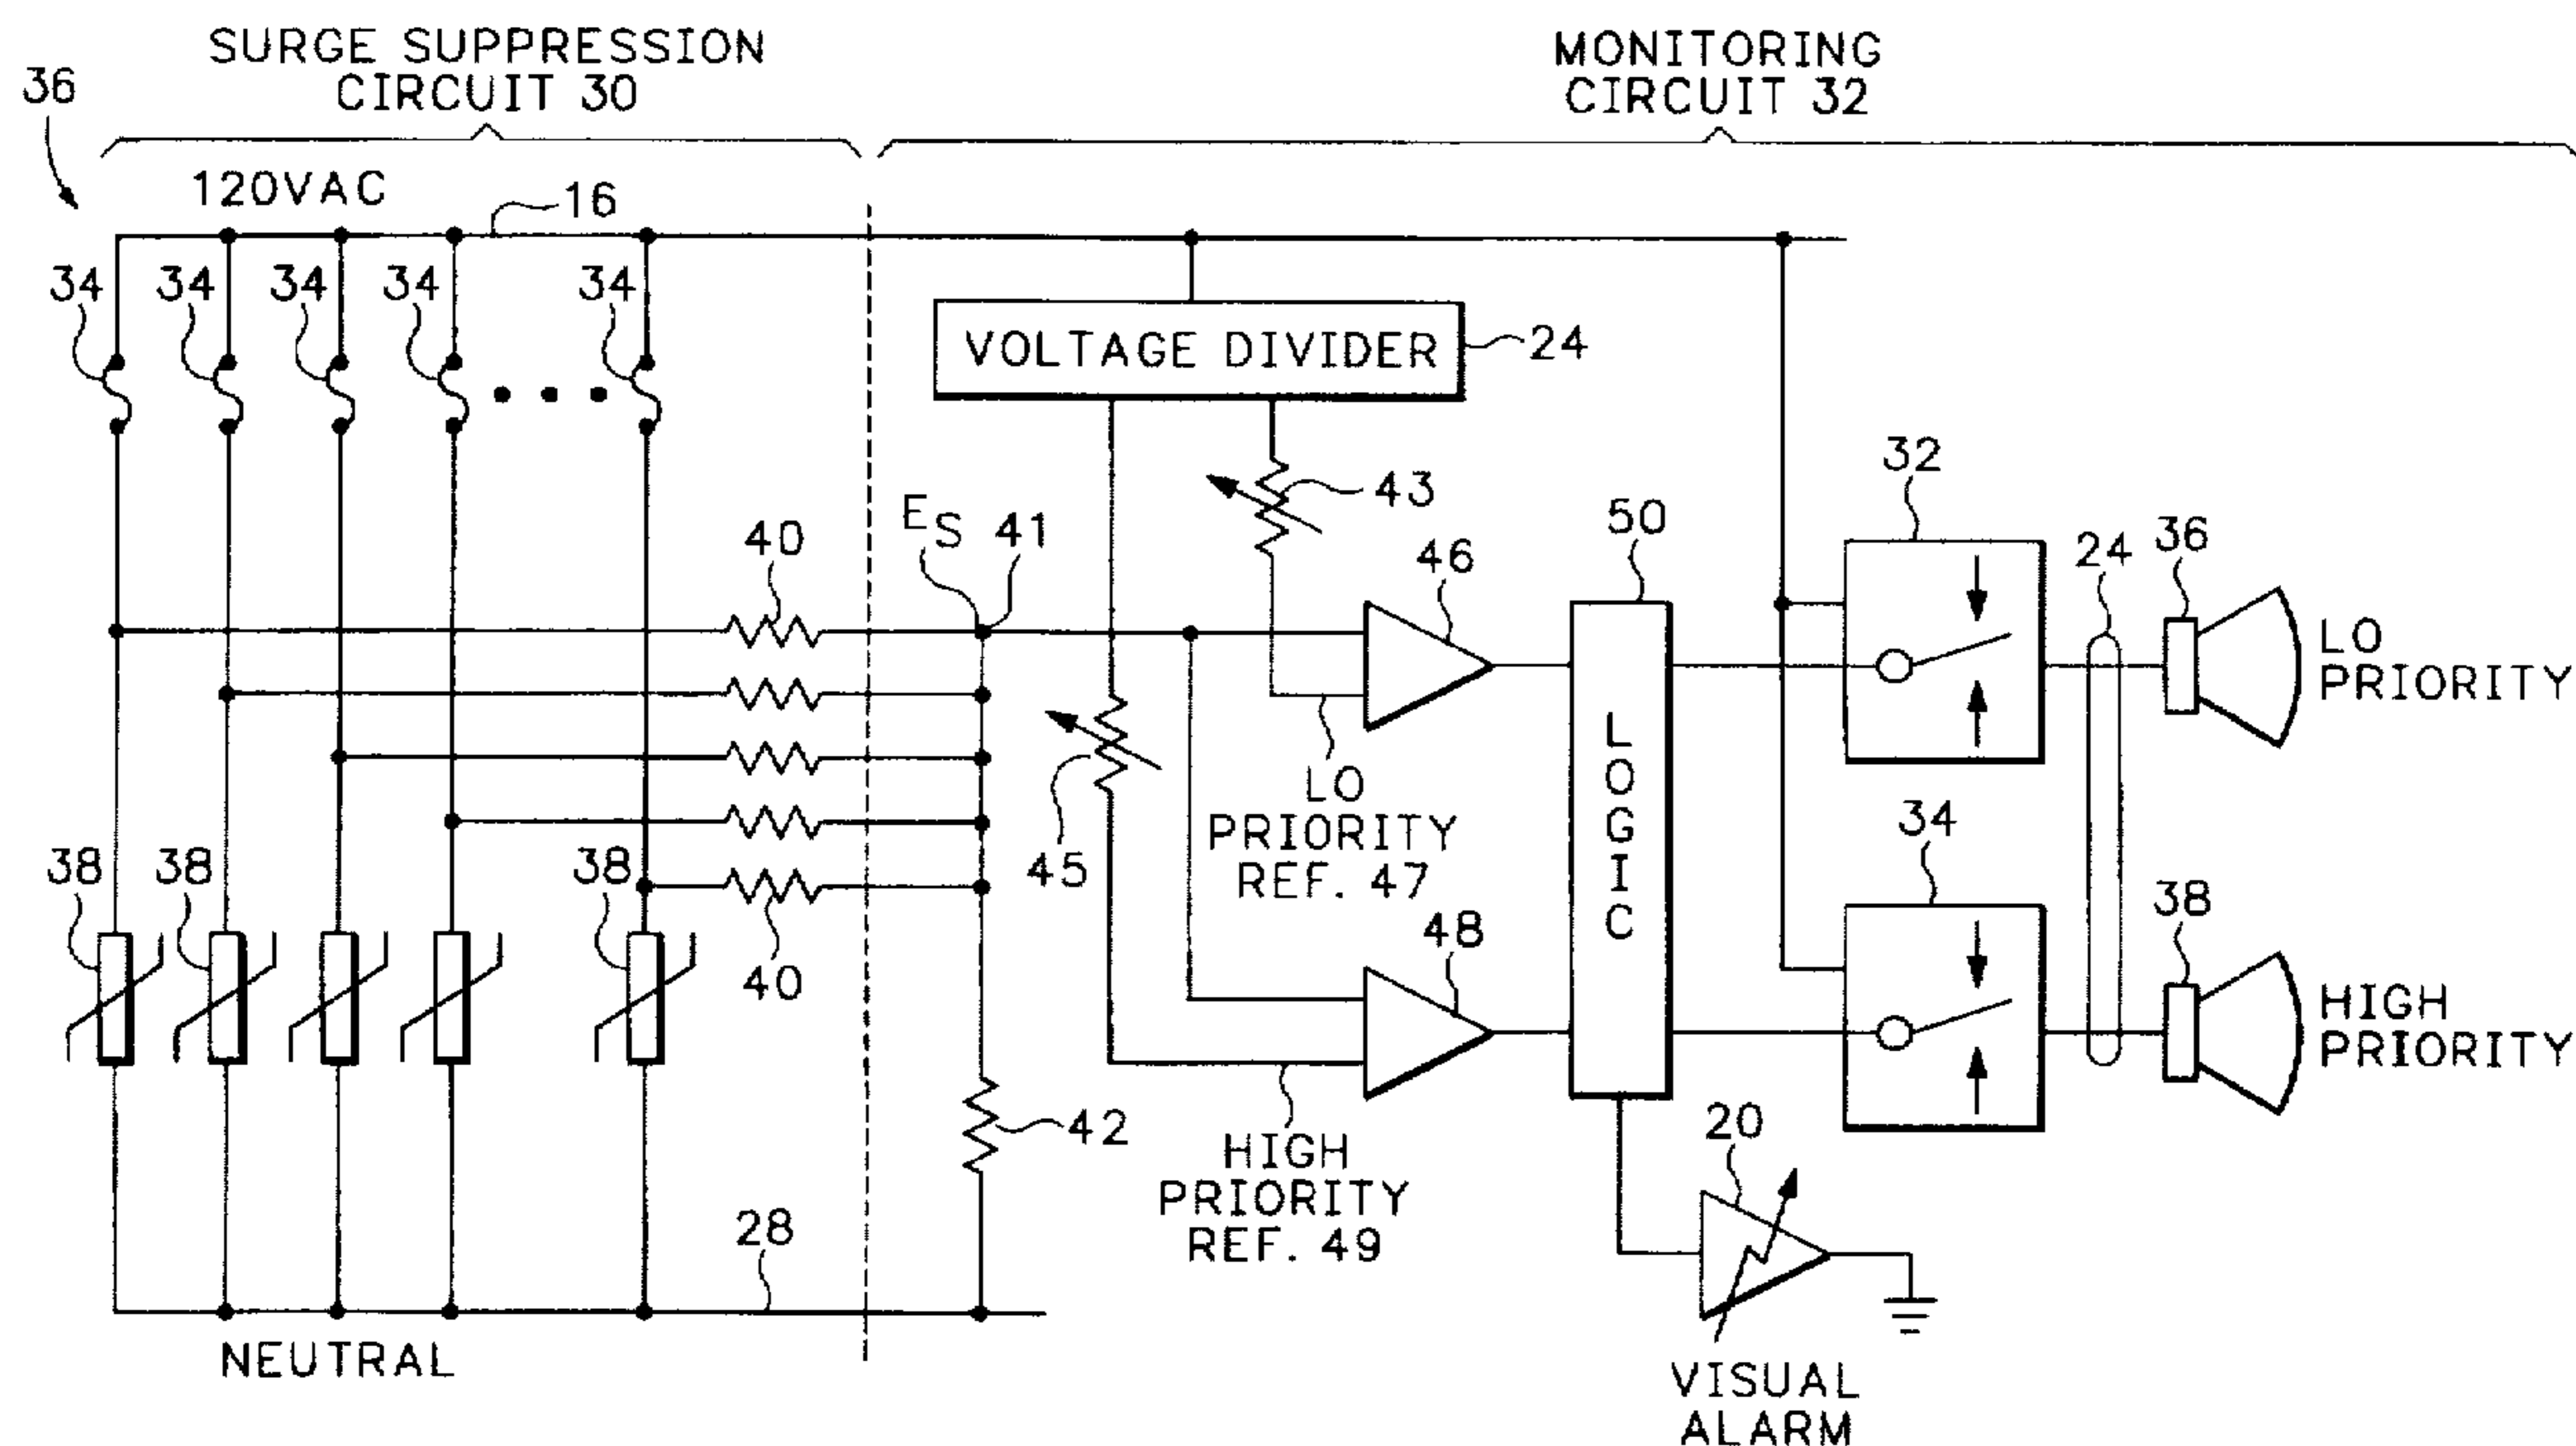 SURGE SUPPRESSION
CIRCUIT 30
MONITORING
CIRCUIT 32
36
120VAC
16
34
34
34
34
34
VOLTAGE DIVIDER
24
43
32
ES
41
40
46
50
24
36
LO
PRIORITY
45
LO
PRIORITY
REF. 47
LOGIC
34
38
38
38
40
48
38
HIGH
PRIORITY
42
HIGH
PRIORITY
REF. 49
20
28
NEUTRAL
VISUAL
ALARM